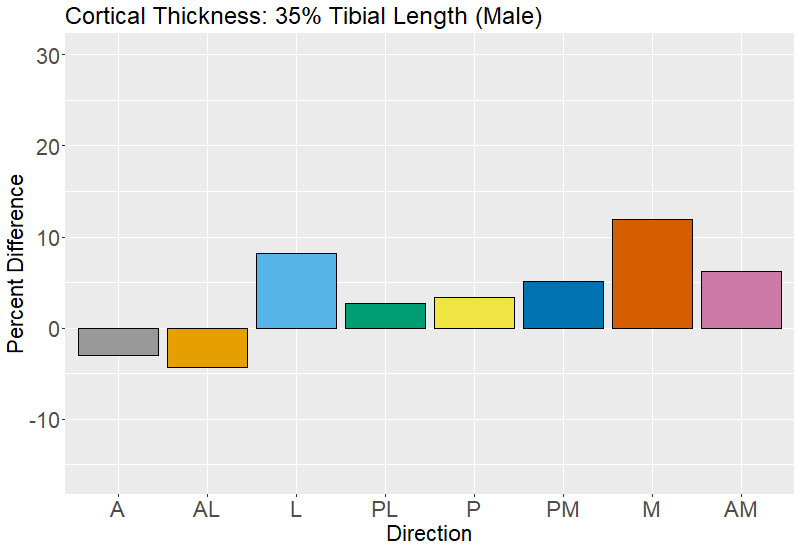 Cortical Thickness: 35% Tibial Length (Male)
Percent Difference
30
20
10
0
-10
A AL L PL P PM M AM
Direction